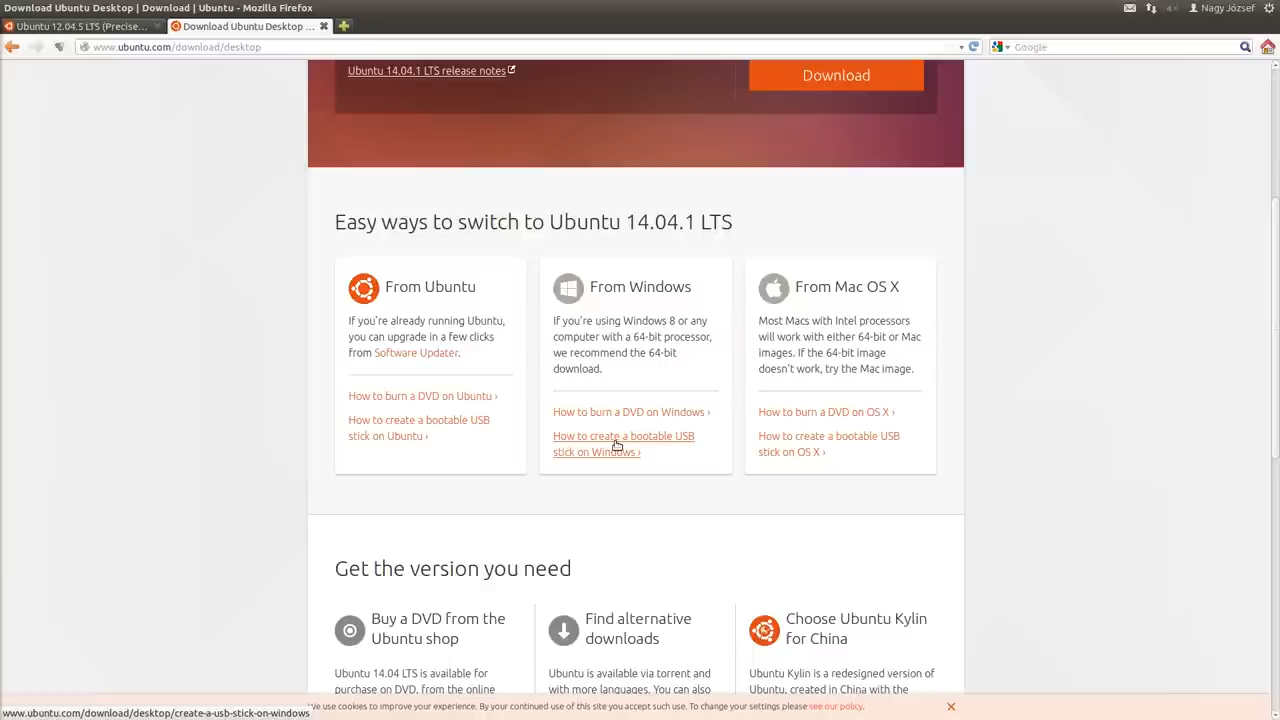 Download Ubuntu Desktop | Download | Ubuntu - Mozilla Firefox
Nagy József
Ubuntu 12.04.5 LTS (Precise...
Download Ubuntu Desktop ...
www.ubuntu.com/download/desktop
Google
Ubuntu 14.04.1 LTS release notes
Download
Easy ways to switch to Ubuntu 14.04.1 LTS
From Ubuntu
If you're already running Ubuntu,
you can upgrade in a few clicks
from Software Updater.
How to burn a DVD on Ubuntu ›
How to create a bootable USB
stick on Ubuntu ›
From Windows
If you're using Windows 8 or any
computer with a 64-bit processor,
we recommend the 64-bit
download.
How to burn a DVD on Windows ›
How to create a bootable USB
stick on Windows ›
From Mac OS X
Most Macs with Intel processors
will work with either 64-bit or Mac
images. If the 64-bit image
doesn't work, try the Mac image.
How to burn a DVD on OS X ›
How to create a bootable USB
stick on OS X ›
Get the version you need
Buy a DVD from the
Ubuntu shop
Ubuntu 14.04 LTS is available for
purchase on DVD, from the online
Find alternative
downloads
Ubuntu is available via torrent and
with more languages. You can also
Choose Ubuntu Kylin
for China
Ubuntu Kylin is a redesigned version of
Ubuntu, created in China with the
We use cookies to improve your experience. By your continued use of this site you accept such use. To change your settings please see our policy.
www.ubuntu.com/download/desktop/create-a-usb-stick-on-windows